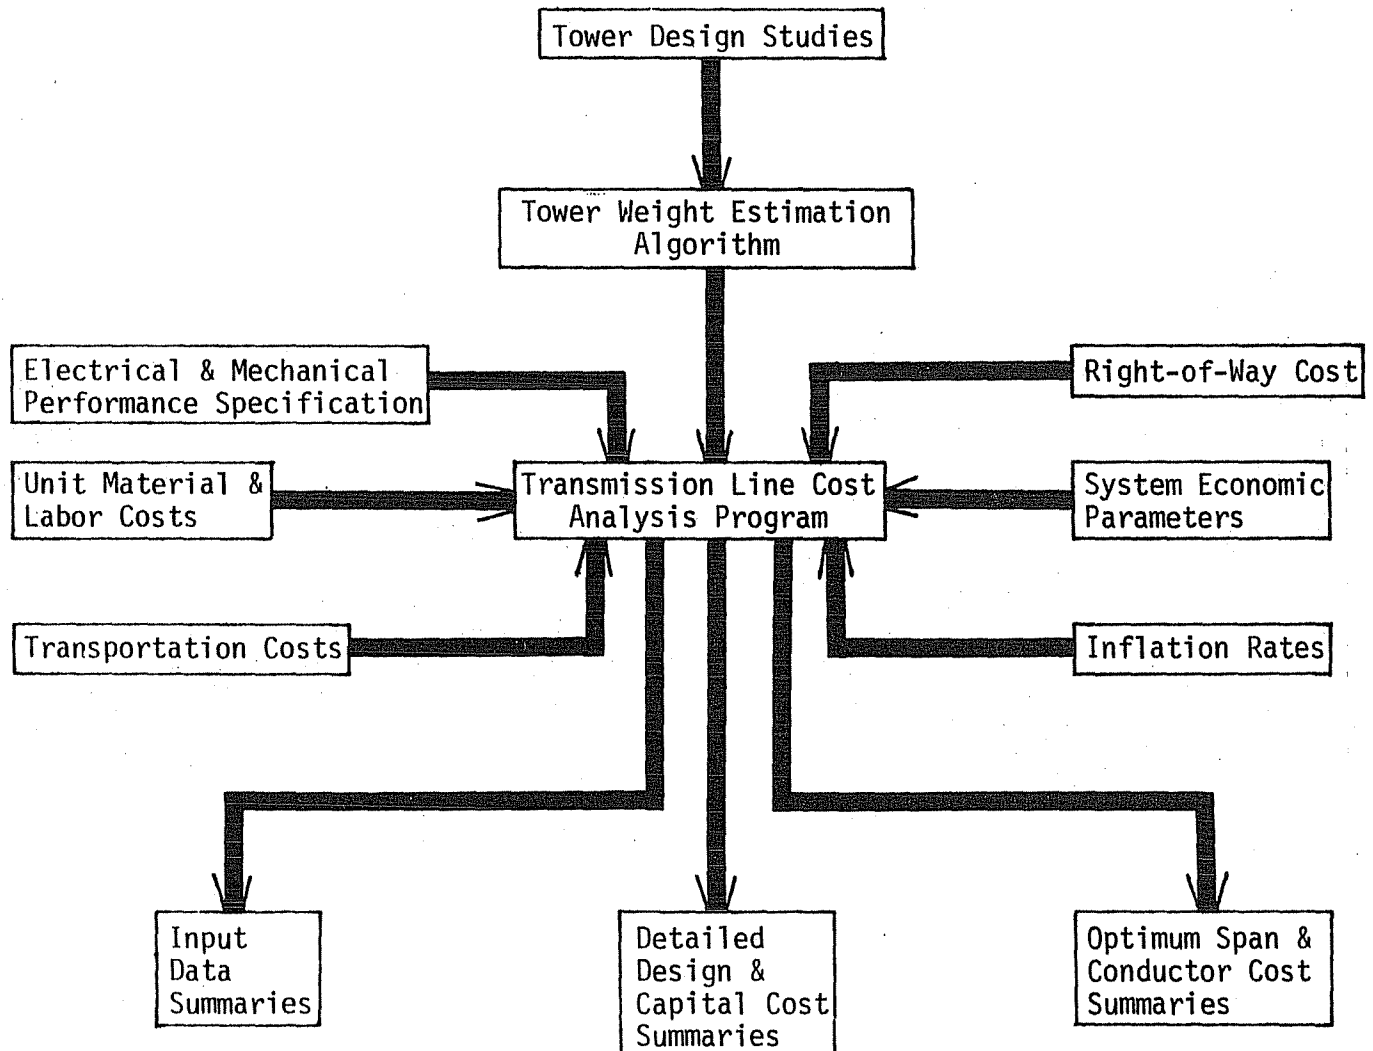 Tower Design Studies
Tower Weight Estimation
Algorithm
Electrical & Mechanical
Performance Specification
Right-of-Way Cost
Unit Material &
Labor Costs
Transmission Line Cost
Analysis Program
System Economic
Parameters
Transportation Costs
Inflation Rates
Input
Data
Summaries
Detailed
Design &
Capital Cost
Summaries
Optimum Span &
Conductor Cost
Summaries